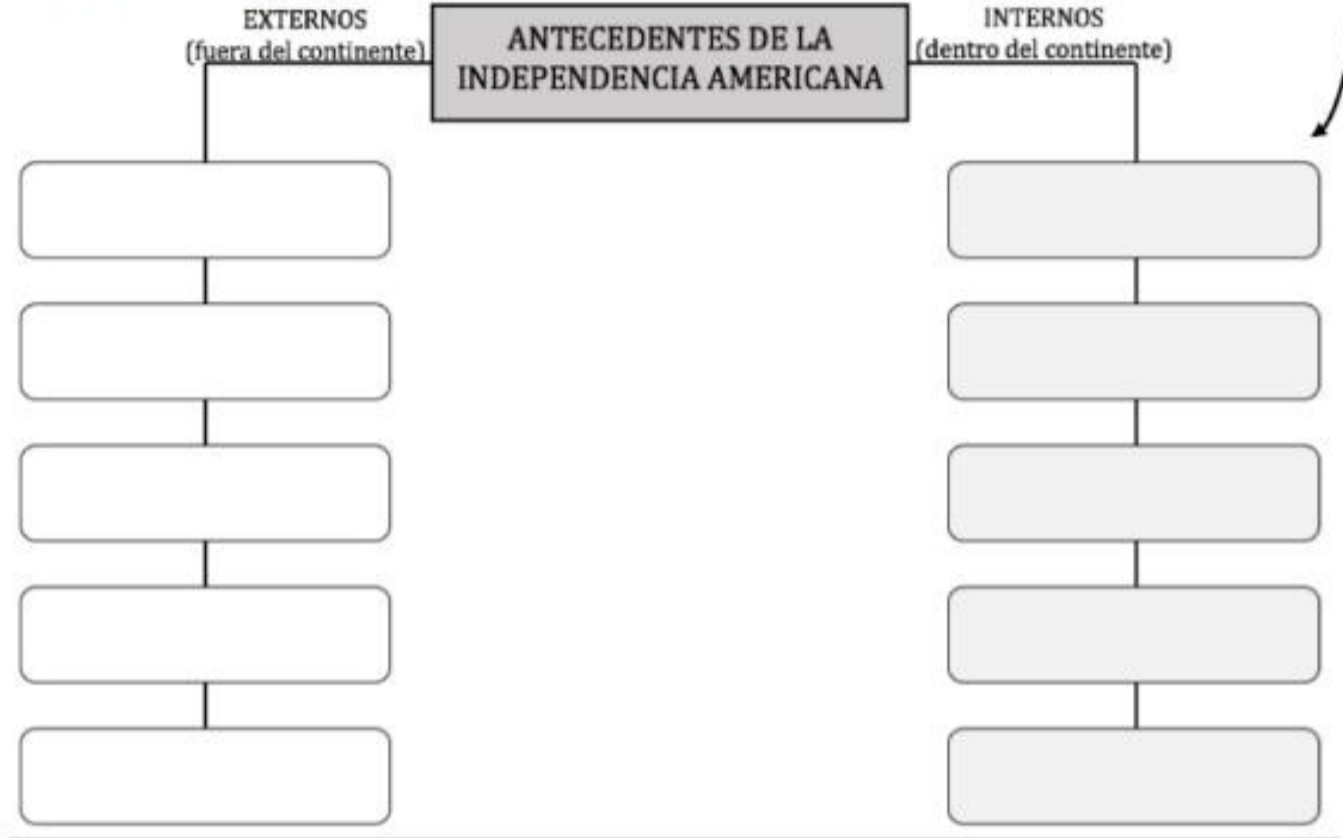 EXTERNOS
(fuera del continente)
ANTECEDENTES DE LA
INDEPENDENCIA AMERICANA
INTERNOS
(dentro del continente)